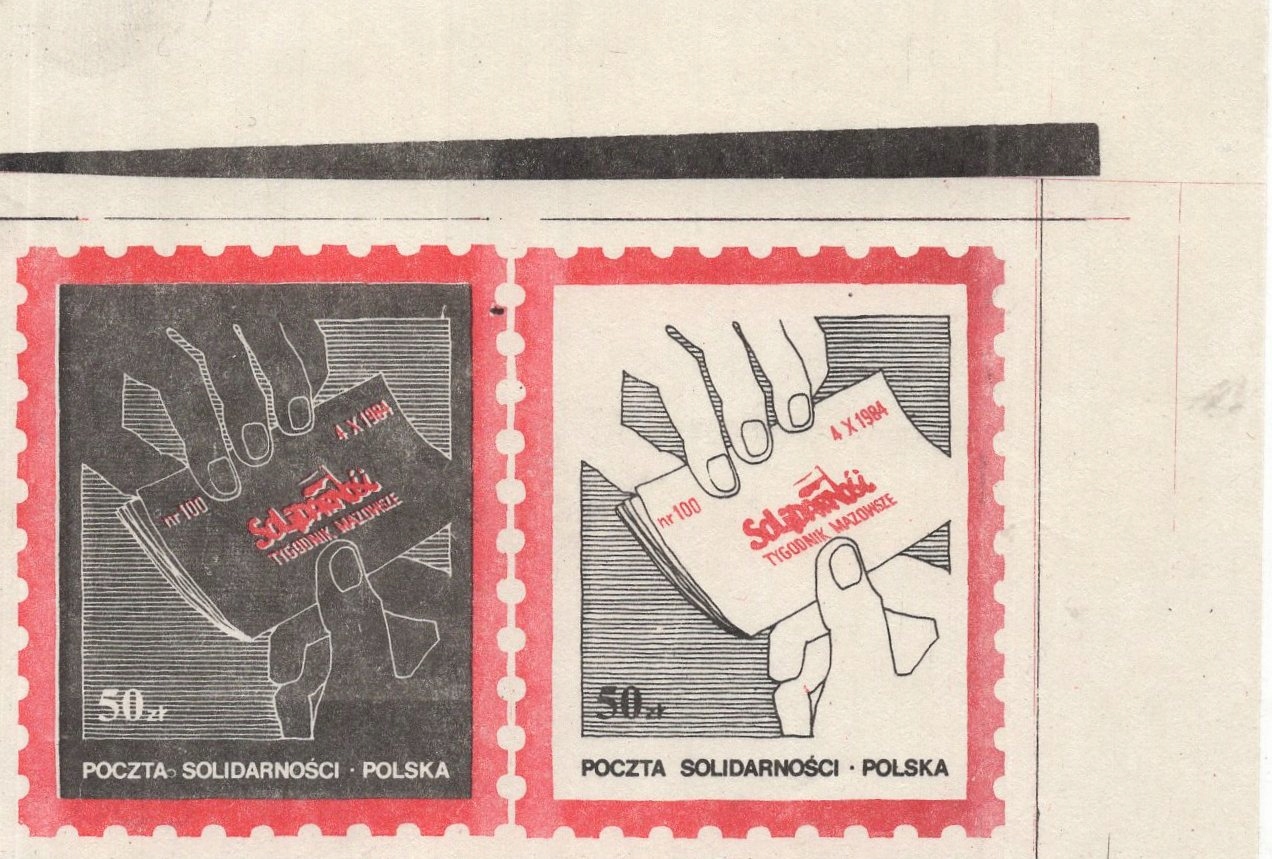 4 X 1984
nr 100
Solidarność
TYGODNIK MAZOWSZE
50 zł
POCZTA SOLIDARNOŚCI · POLSKA
4 X 1984
nr 100
Solidarność
TYGODNIK MAZOWSZE
50 zł
POCZTA SOLIDARNOŚCI · POLSKA